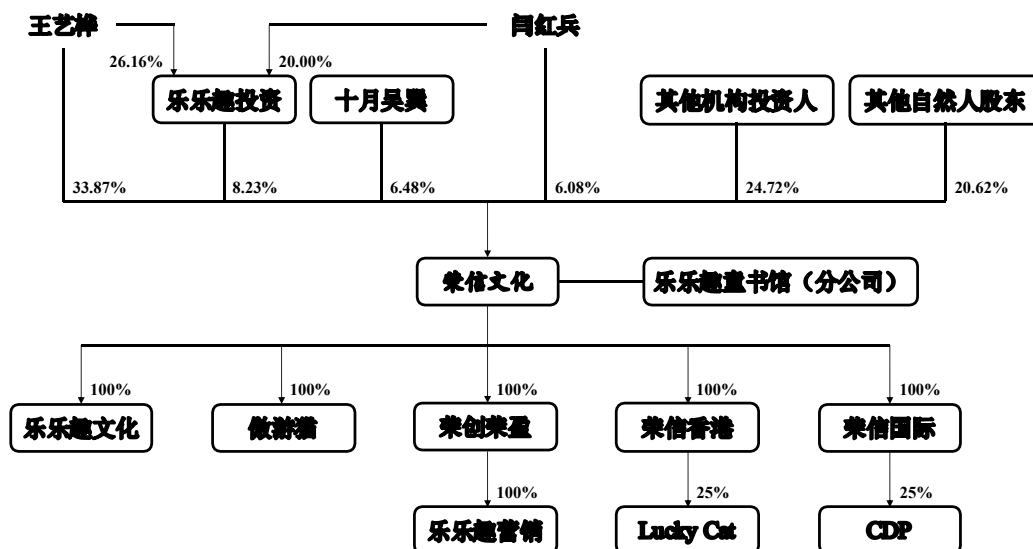 王艺桦
闫红兵
26.16%
20.00%
乐乐趣投资
十月吴巽
其他机构投资人
其他自然人股东
33.87%
8.23%
6.48%
6.08%
24.72%
20.62%
荣信文化
乐乐趣童书馆（分公司）
100%
100%
100%
100%
100%
乐乐趣文化
傲游猫
荣创荣盈
荣信香港
荣信国际
100%
25%
25%
乐乐趣营销
Lucky Cat
CDP